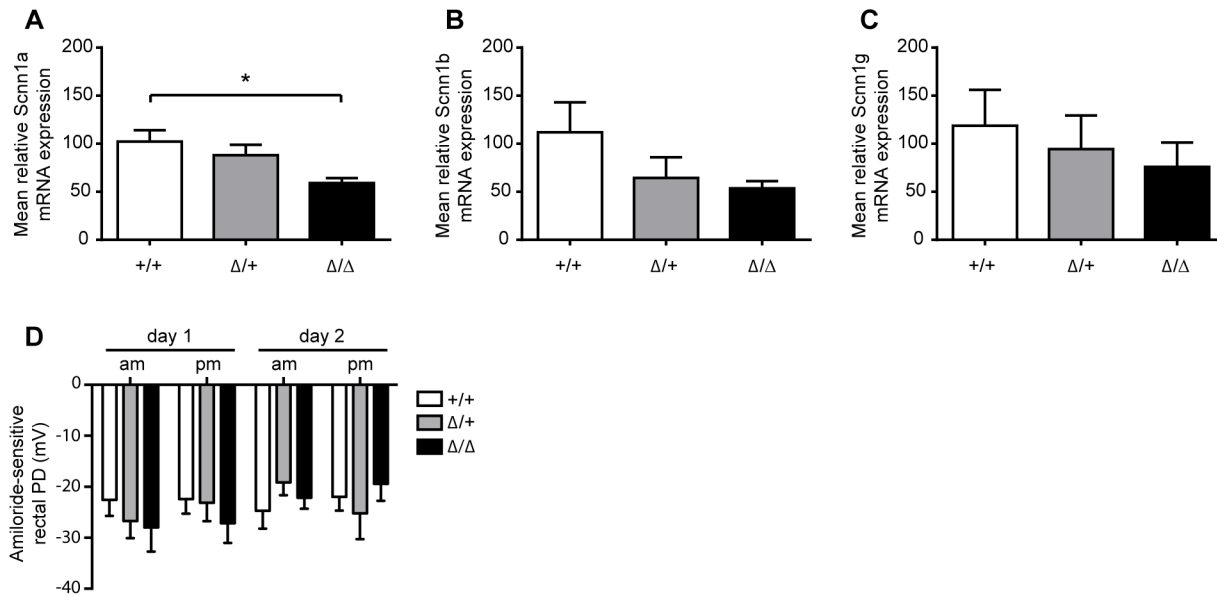 A
Mean relative Scnn1a
mRNA expression
200
150
100
50
0
*
+/+
Δ/+
Δ/Δ
B
Mean relative Scnn1b
mRNA expression
200
150
100
50
0
+/+
Δ/+
Δ/Δ
C
Mean relative Scnn1g
mRNA expression
200
150
100
50
0
+/+
Δ/+
Δ/Δ
D
day 1
day 2
am
pm
am
pm
Amiloride-sensitive
rectal PD (mV)
0
-10
-20
-30
-40
+/+
Δ/+
Δ/Δ